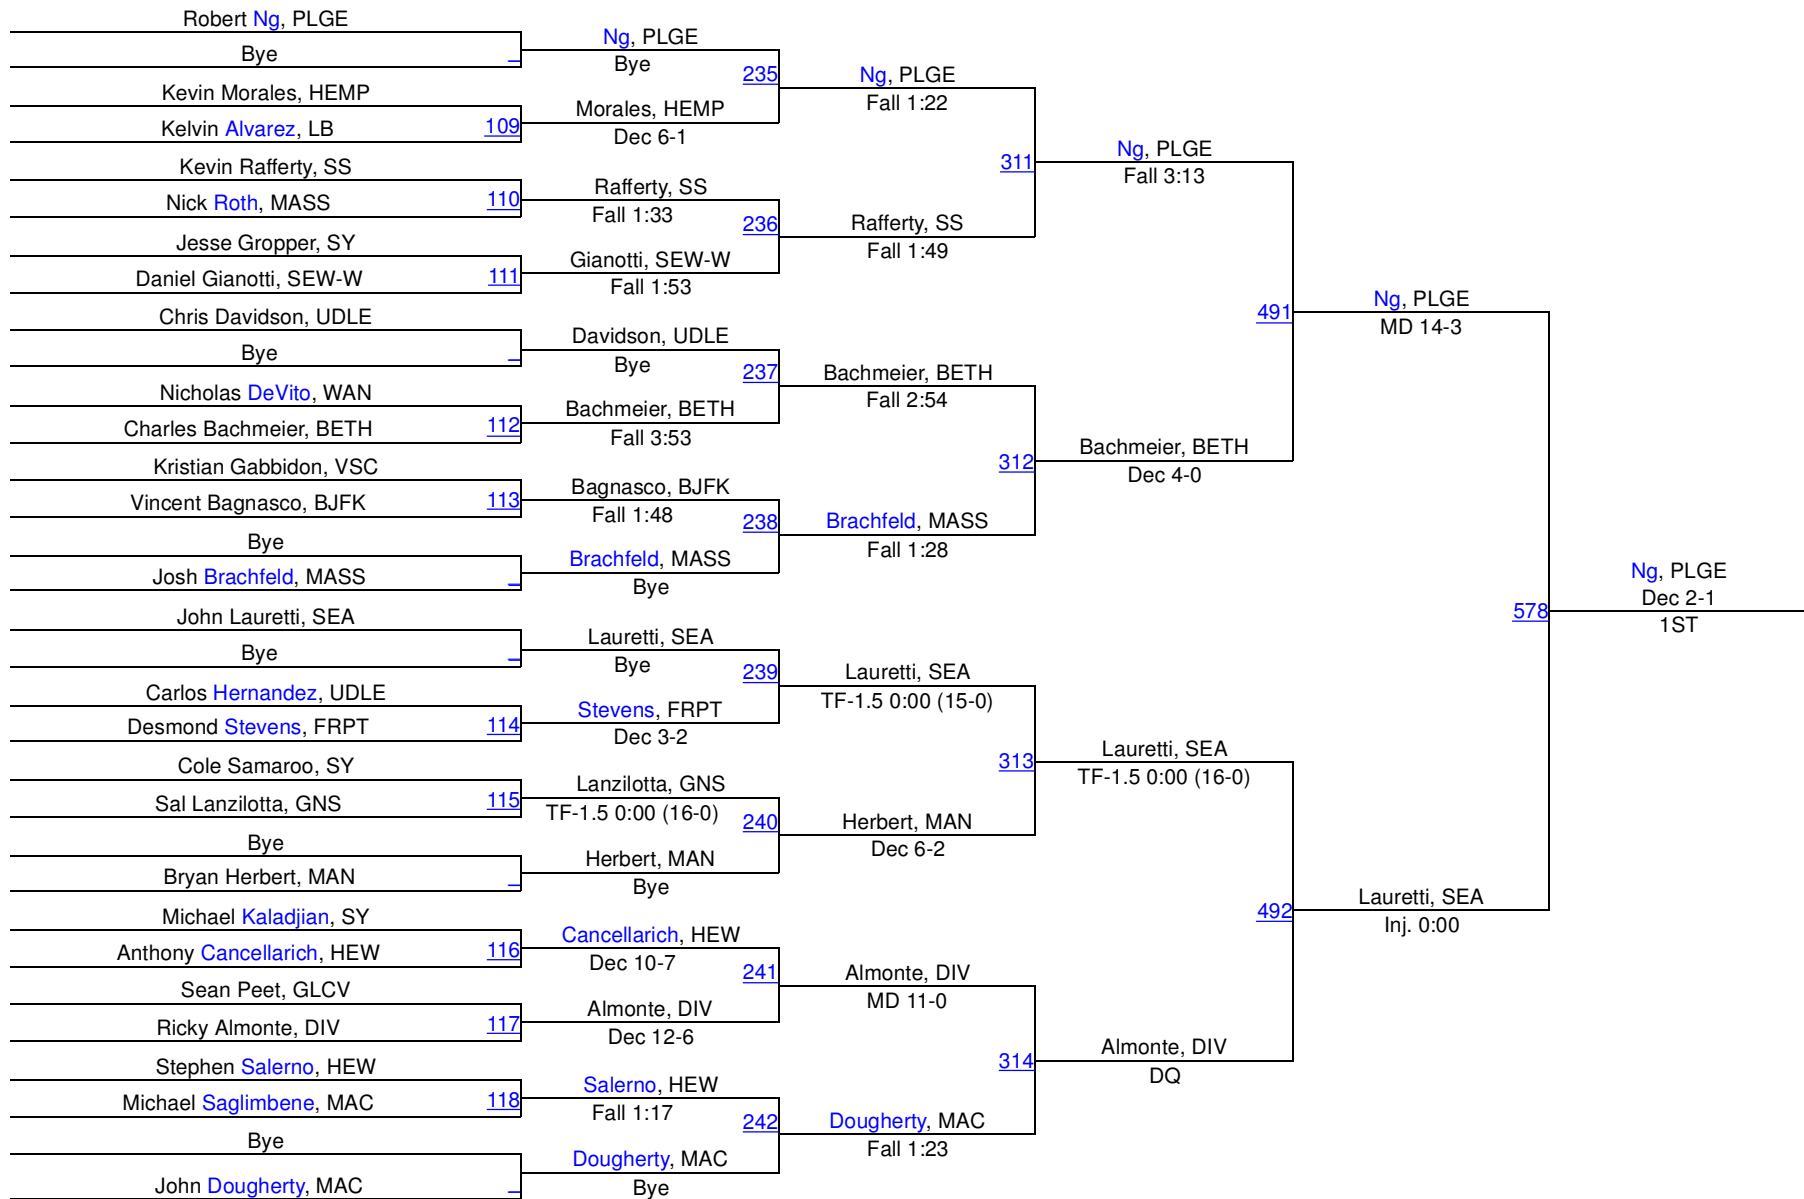 Robert Ng, PLGE
Bye
Kevin Morales, HEMP
Kelvin Alvarez, LB
109
Kevin Rafferty, SS
Nick Roth, MASS
110
Jesse Gropper, SY
Daniel Gianotti, SEW-W
111
Chris Davidson, UDLE
Bye
Nicholas DeVito, WAN
Charles Bachmeier, BETH
112
Kristian Gabbidon, VSC
Vincent Bagnasco, BJFK
113
Bye
Josh Brachfeld, MASS
John Lauretti, SEA
Bye
Carlos Hernandez, UDLE
Desmond Stevens, FRPT
114
Cole Samaroo, SY
Sal Lanzilotta, GNS
115
Bye
Bryan Herbert, MAN
Michael Kaladjian, SY
Anthony Cancellarich, HEW
116
Sean Peet, GLCV
Ricky Almonte, DIV
117
Stephen Salerno, HEW
Michael Saglimbene, MAC
118
Bye
John Dougherty, MAC
Ng, PLGE
Bye
235
Morales, HEMP
Dec 6-1
Rafferty, SS
Fall 1:33
236
Gianotti, SEW-W
Fall 1:53
Davidson, UDLE
Bye
237
Bachmeier, BETH
Fall 3:53
Bagnasco, BJFK
Fall 1:48
238
Brachfeld, MASS
Bye
Lauretti, SEA
Bye
239
Stevens, FRPT
Dec 3-2
Lanzilotta, GNS
TF-1.5 0:00 (16-0)
240
Herbert, MAN
Bye
Cancellarich, HEW
Dec 10-7
241
Almonte, DIV
Dec 12-6
Salerno, HEW
Fall 1:17
242
Dougherty, MAC
Bye
Ng, PLGE
Fall 1:22
311
Rafferty, SS
Fall 1:49
Bachmeier, BETH
Fall 2:54
312
Brachfeld, MASS
Fall 1:28
Lauretti, SEA
TF-1.5 0:00 (15-0)
313
Herbert, MAN
Dec 6-2
Almonte, DIV
MD 11-0
314
Dougherty, MAC
Fall 1:23
Ng, PLGE
Fall 3:13
491
Bachmeier, BETH
Dec 4-0
Lauretti, SEA
TF-1.5 0:00 (16-0)
492
Almonte, DIV
DQ
Ng, PLGE
MD 14-3
578
Lauretti, SEA
Inj. 0:00
Ng, PLGE
Dec 2-1
1ST